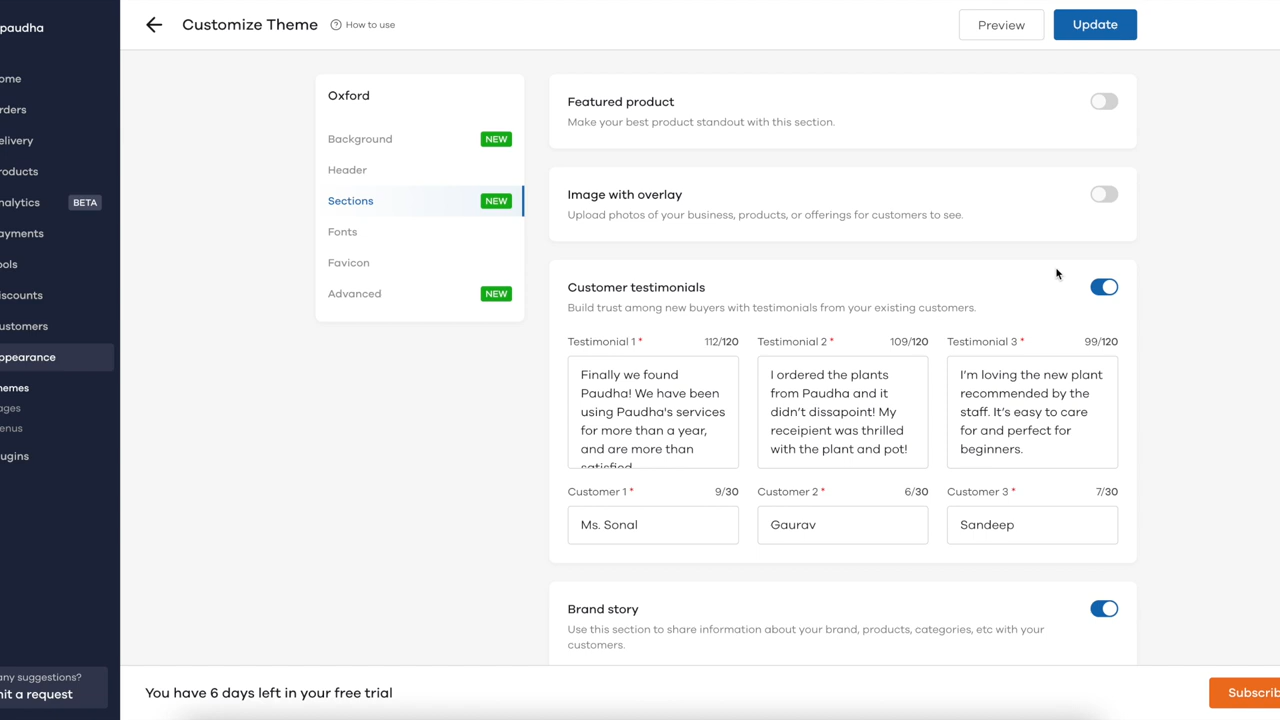 paudha
Customize Theme
How to use
Preview
Update
ome
rders
elivery
roducts
nalytics
BETA
ayments
ols
iscounts
ustomers
ppearance
hemes
ages
enus
ugins
any suggestions?
mit a request
Oxford
Background
NEW
Header
Sections
NEW
Fonts
Favicon
Advanced
NEW
Featured product
Make your best product standout with this section.
Image with overlay
Upload photos of your business, products, or offerings for customers to see.
Customer testimonials
Build trust among new buyers with testimonials from your existing customers.
Testimonial 1 *
112/120
Finally we found
Paudha! We have been
using Paudha's services
for more than a year,
and are more than
satisfied
Testimonial 2 *
109/120
I ordered the plants
from Paudha and it
didn't dissapoint! My
receipient was thrilled
with the plant and pot!
Testimonial 3 *
99/120
I'm loving the new plant
recommended by the
staff. It's easy to care
for and perfect for
beginners.
Customer 1 *
9/30
Ms. Sonal
Customer 2 *
6/30
Gaurav
Customer 3 *
7/30
Sandeep
Brand story
Use this section to share information about your brand, products, categories, etc with your
customers.
You have 6 days left in your free trial
Subscrib